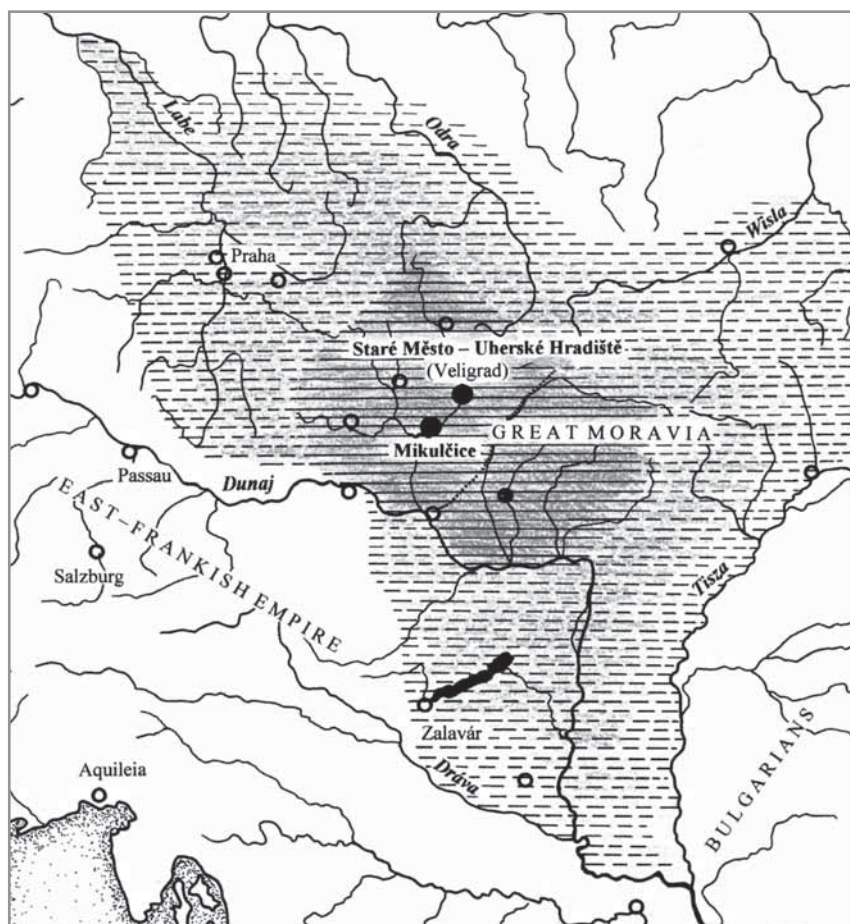 Labe
Odra
Wisla
Praha
Staré Město – Uherské Hradiště
(Veligrad)
GREAT MORAVIA
Mikulčice
Passau
Dunaj
EAST–FRANKISH EMPIRE
Salzburg
Tisza
Zalavár
BULGARIANS
Aquileia
Dráva